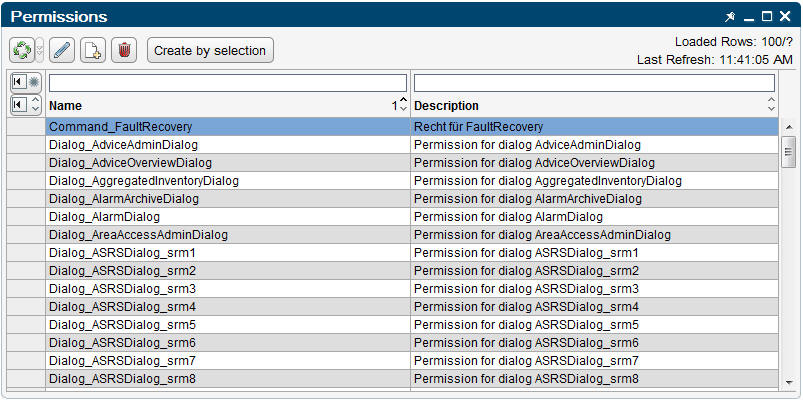 Permissions
Create by selection
Loaded Rows: 100/?
Last Refresh: 11:41:05 AM
Name 1 Description
Command_FaultRecovery Recht für FaultRecovery
Dialog_AdviceAdminDialog Permission for dialog AdviceAdminDialog
Dialog_AdviceOverviewDialog Permission for dialog AdviceOverviewDialog
Dialog_AggregatedInventoryDialog Permission for dialog AggregatedInventoryDialog
Dialog_AlarmArchiveDialog Permission for dialog AlarmArchiveDialog
Dialog_AlarmDialog Permission for dialog AlarmDialog
Dialog_AreaAccessAdminDialog Permission for dialog AreaAccessAdminDialog
Dialog_ASRSDialog_srm1 Permission for dialog ASRSDialog_srm1
Dialog_ASRSDialog_srm2 Permission for dialog ASRSDialog_srm2
Dialog_ASRSDialog_srm3 Permission for dialog ASRSDialog_srm3
Dialog_ASRSDialog_srm4 Permission for dialog ASRSDialog_srm4
Dialog_ASRSDialog_srm5 Permission for dialog ASRSDialog_srm5
Dialog_ASRSDialog_srm6 Permission for dialog ASRSDialog_srm6
Dialog_ASRSDialog_srm7 Permission for dialog ASRSDialog_srm7
Dialog_ASRSDialog_srm8 Permission for dialog ASRSDialog_srm8